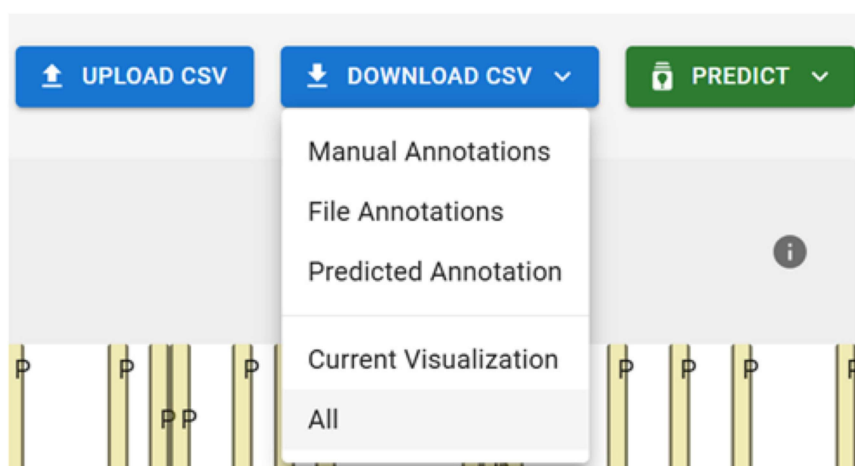 UPLOAD CSV
DOWNLOAD CSV
PREDICT
Manual Annotations
File Annotations
Predicted Annotation
Current Visualization
All
P P P P P P P
P P